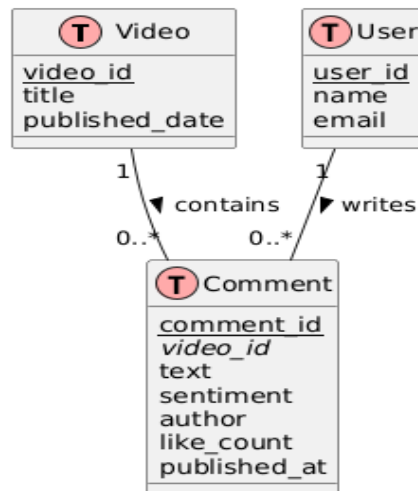 T Video
video_id
title
published_date
T User
user_id
name
email
1
contains
0..*
1
writes
0..*
T Comment
comment_id
video_id
text
sentiment
author
like_count
published_at